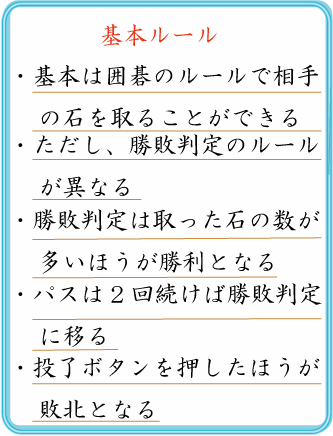 基本ルール
・基本は囲碁のルールで相手
の石を取ることができる
・ただし、勝敗判定のルール
が異なる
・勝敗判定は取った石の数が
多いほうが勝利となる
・パスは２回続けば勝敗判定
に移る
・投了ボタンを押したほうが
敗北となる